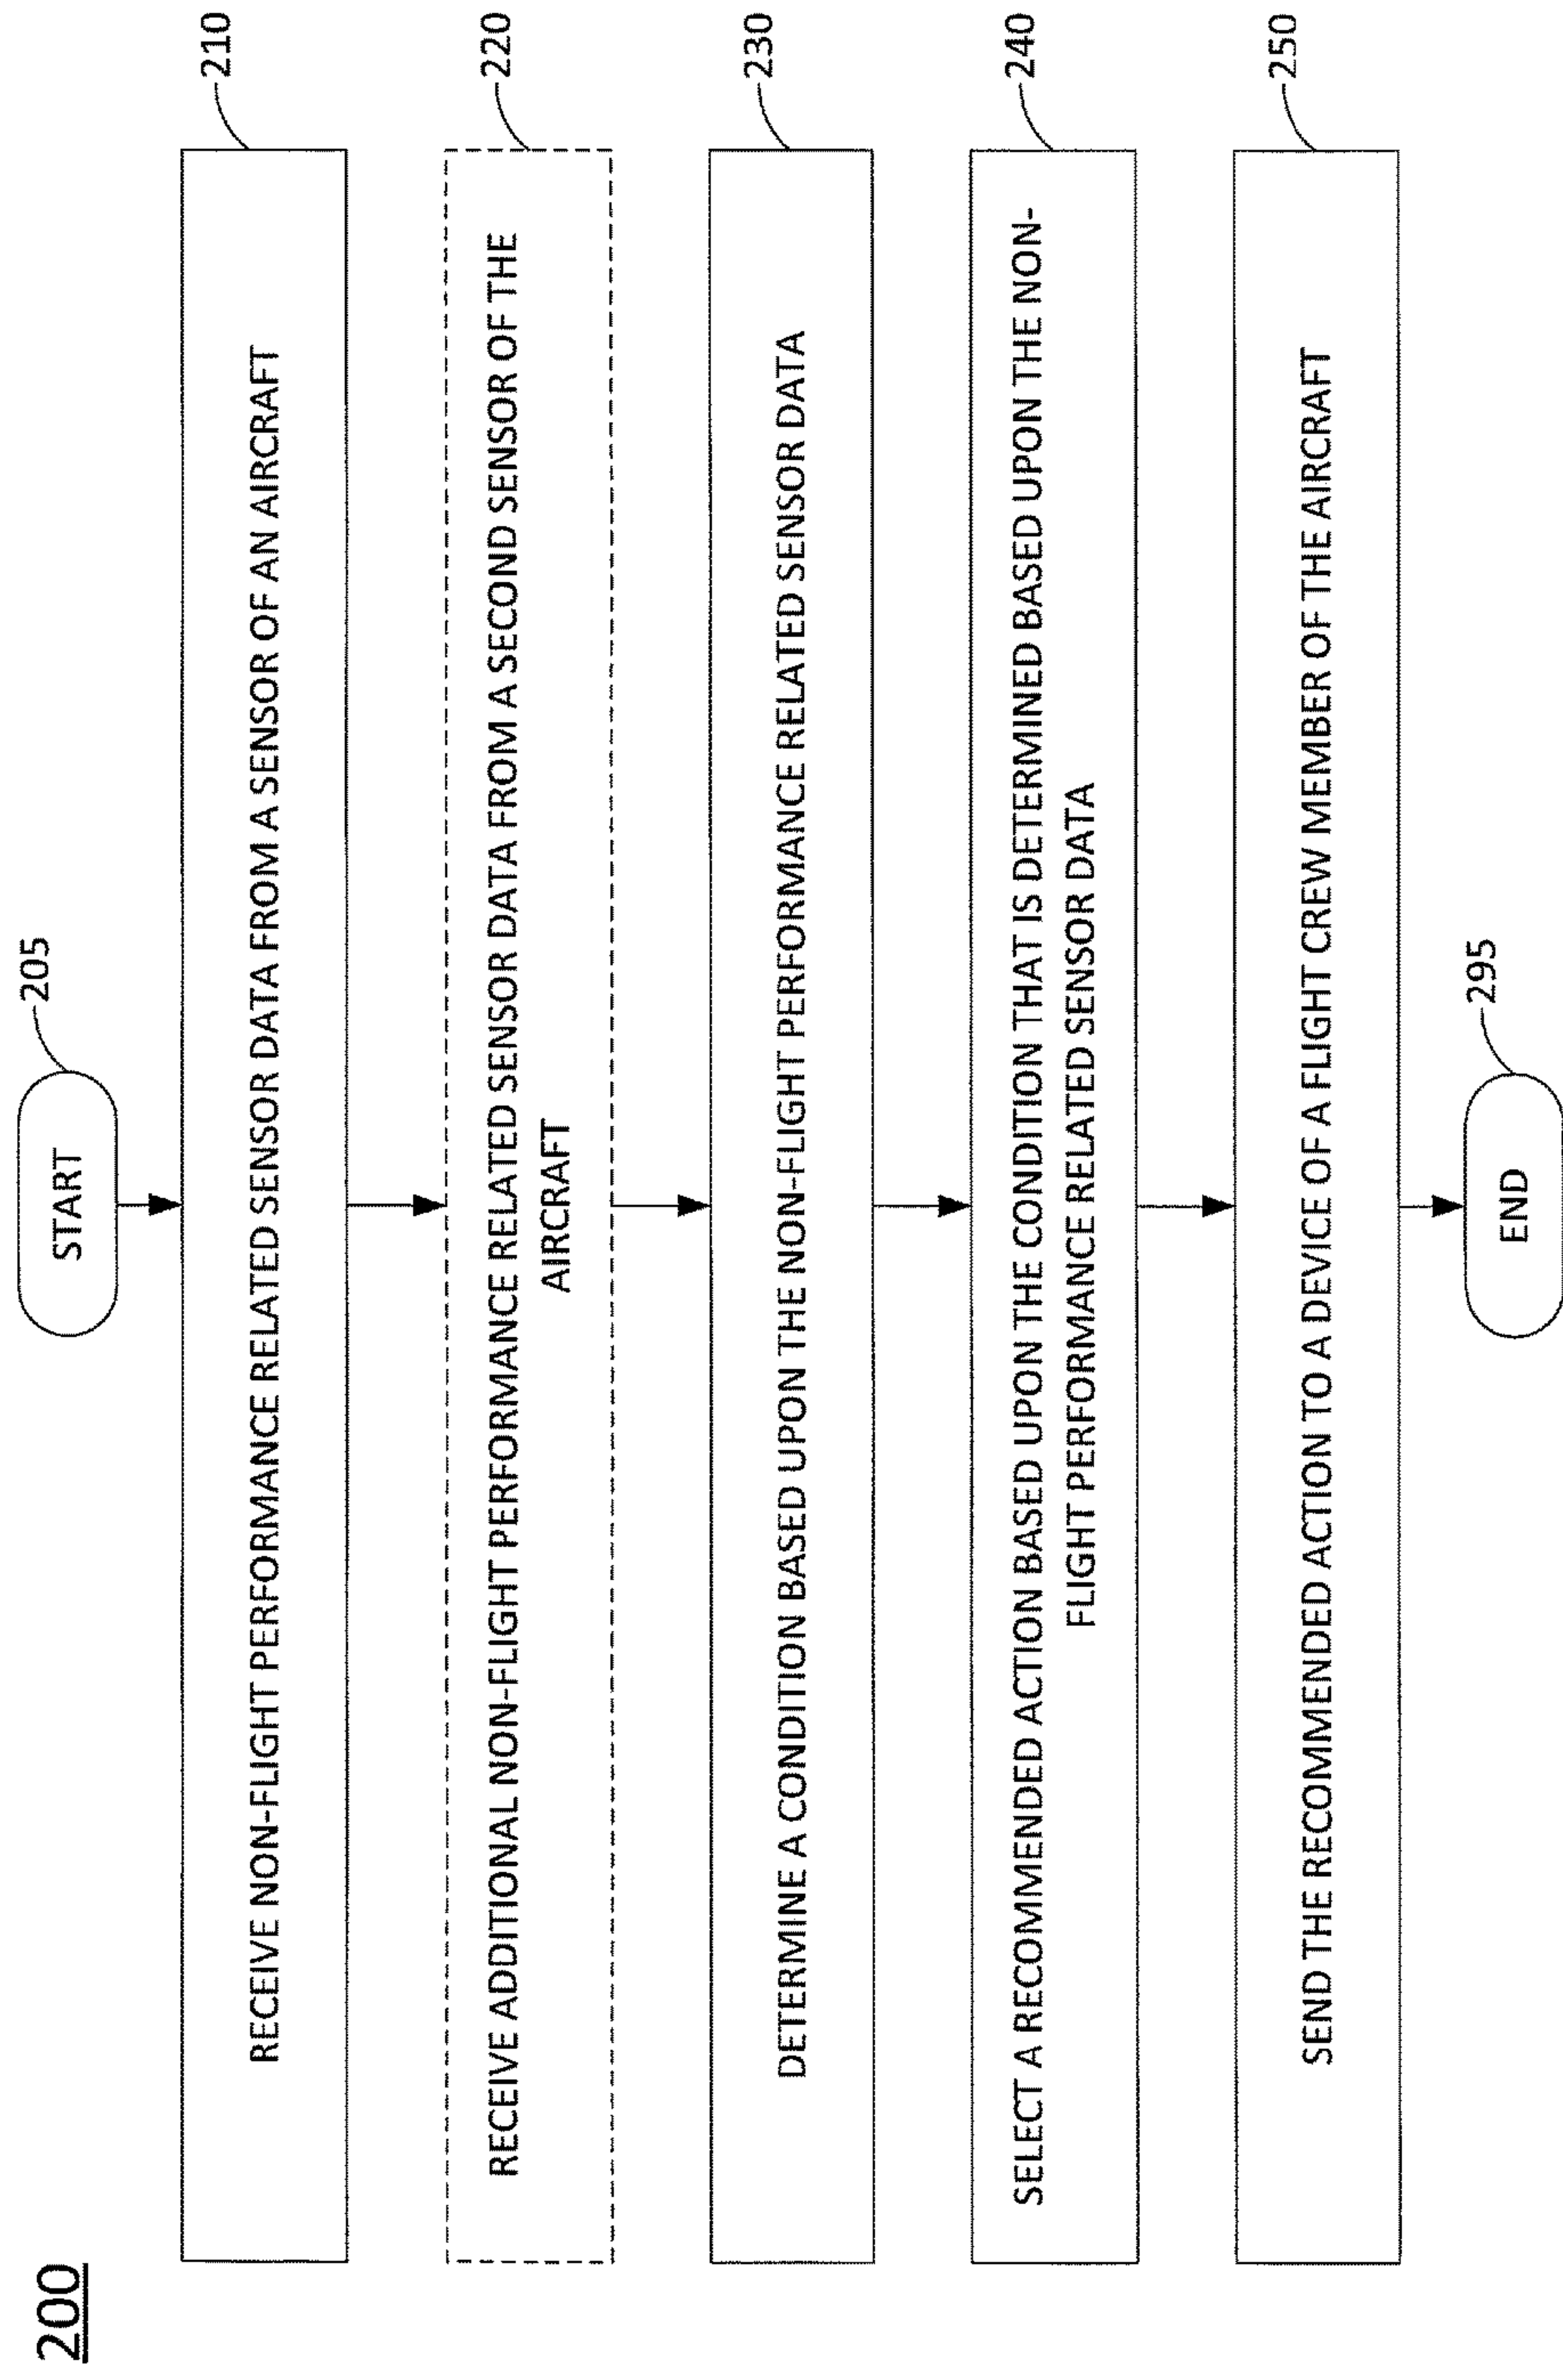 200
START
205
RECEIVE NON-FLIGHT PERFORMANCE RELATED SENSOR DATA FROM A SENSOR OF AN AIRCRAFT
210
RECEIVE ADDITIONAL NON-FLIGHT PERFORMANCE RELATED SENSOR DATA FROM A SECOND SENSOR OF THE
AIRCRAFT
220
DETERMINE A CONDITION BASED UPON THE NON-FLIGHT PERFORMANCE RELATED SENSOR DATA
230
SELECT A RECOMMENDED ACTION BASED UPON THE CONDITION THAT IS DETERMINED BASED UPON THE NON-
FLIGHT PERFORMANCE RELATED SENSOR DATA
240
SEND THE RECOMMENDED ACTION TO A DEVICE OF A FLIGHT CREW MEMBER OF THE AIRCRAFT
250
END
295